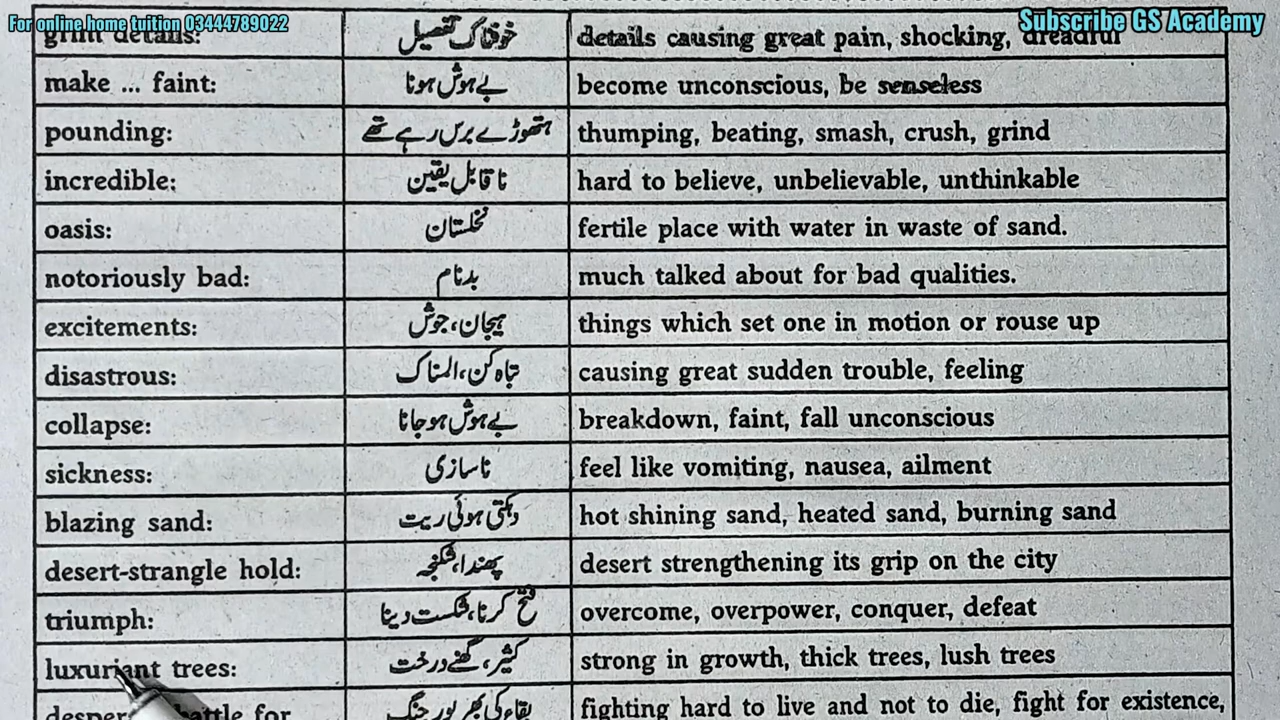 For online home tuition 03444789022
Subscribe GS Academy
grim details: خوفناک تفصیل details causing great pain, shocking, dreadful
make ... faint: بے ہوش ہونا become unconscious, be senseless
pounding: ہتھوڑے برس رہے تھے thumping, beating, smash, crush, grind
incredible: نا قابل یقین hard to believe, unbelievable, unthinkable
oasis: نخلستان fertile place with water in waste of sand.
notoriously bad: بدنام much talked about for bad qualities.
excitements: ہیجان، جوش things which set one in motion or rouse up
disastrous: تباہ کن، المناک causing great sudden trouble, feeling
collapse: بے ہوش ہو جانا breakdown, faint, fall unconscious
sickness: ناسازی feel like vomiting, nausea, ailment
blazing sand: دہکتی ہوئی ریت hot shining sand, heated sand, burning sand
desert-strangle hold: پھندا، شکنجہ desert strengthening its grip on the city
triumph: فتح کرنا، شکست دینا overcome, overpower, conquer, defeat
luxuriant trees: کثیر، گھنے درخت strong in growth, thick trees, lush trees
for بقاء کی بھر پور جنگ fighting hard to live and not to die, fight for existence,